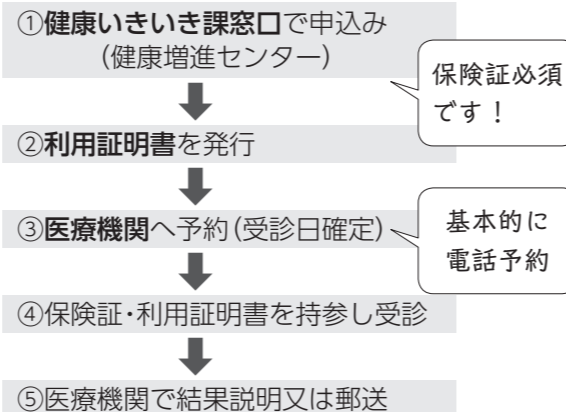 ①健康いきいき課窓口で申込み
(健康増進センター)
保険証必須
です！
②利用証明書を発行
③医療機関へ予約(受診日確定)
基本的に
電話予約
④保険証・利用証明書を持参し受診
⑤医療機関で結果説明又は郵送